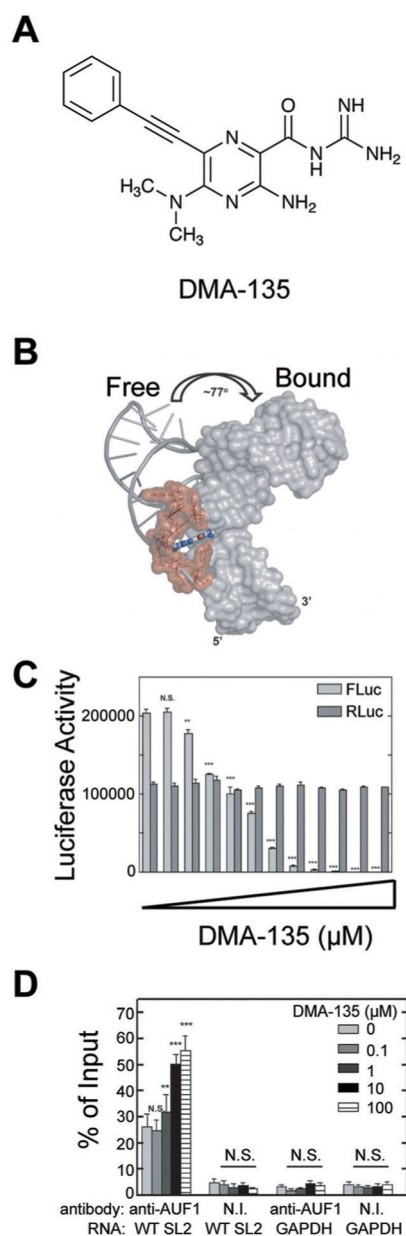 A
N
O
NH
N
H
NH2
H3C
N
N
NH2
CH3
DMA-135
B
Free
~77°
Bound
3'
5'
C
FLuc
RLuc
Luciferase Activity
200000
100000
0
N.S.
**
***
***
***
***
***
***
***
***
***
DMA-135 (µM)
D
% of Input
70
60
50
40
30
20
10
0
DMA-135 (µM)
0
0.1
1
10
100
N.S.
**
***
***
N.S.
N.S.
N.S.
antibody: anti-AUF1 N.I. anti-AUF1 N.I.
RNA: WT SL2 WT SL2 GAPDH GAPDH